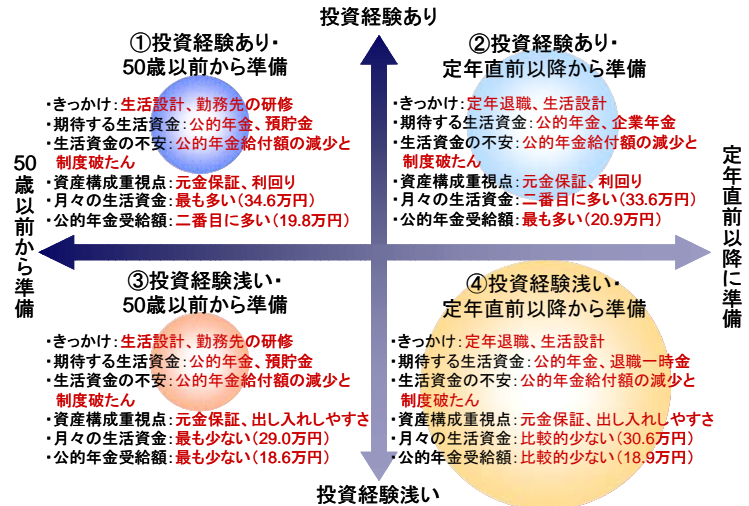 投資経験あり
①投資経験あり・
50歳以前から準備
・きっかけ：生活設計、勤務先の研修
・期待する生活資金：公的年金、預貯金
・生活資金の不安：公的年金給付額の減少と
制度破たん
・資産構成重視点：元金保証、利回り
・月々の生活資金：最も多い（34.6万円）
・公的年金受給額：二番目に多い（19.8万円）
②投資経験あり・
定年直前以降から準備
・きっかけ：定年退職、生活設計
・期待する生活資金：公的年金、企業年金
・生活資金の不安：公的年金給付額の減少と
制度破たん
・資産構成重視点：元金保証、利回り
・月々の生活資金：二番目に多い（33.6万円）
・公的年金受給額：最も多い（20.9万円）
50歳以前から準備
定年直前以降に準備
③投資経験浅い・
50歳以前から準備
・きっかけ：生活設計、勤務先の研修
・期待する生活資金：公的年金、預貯金
・生活資金の不安：公的年金給付額の減少と
制度破たん
・資産構成重視点：元金保証、出し入れしやすさ
・月々の生活資金：最も少ない（29.0万円）
・公的年金受給額：最も少ない（18.6万円）
④投資経験浅い・
定年直前以降から準備
・きっかけ：定年退職、生活設計
・期待する生活資金：公的年金、退職一時金
・生活資金の不安：公的年金給付額の減少と
制度破たん
・資産構成重視点：元金保証、出し入れしやすさ
・月々の生活資金：比較的少ない（30.6万円）
・公的年金受給額：比較的少ない（18.9万円）
投資経験浅い